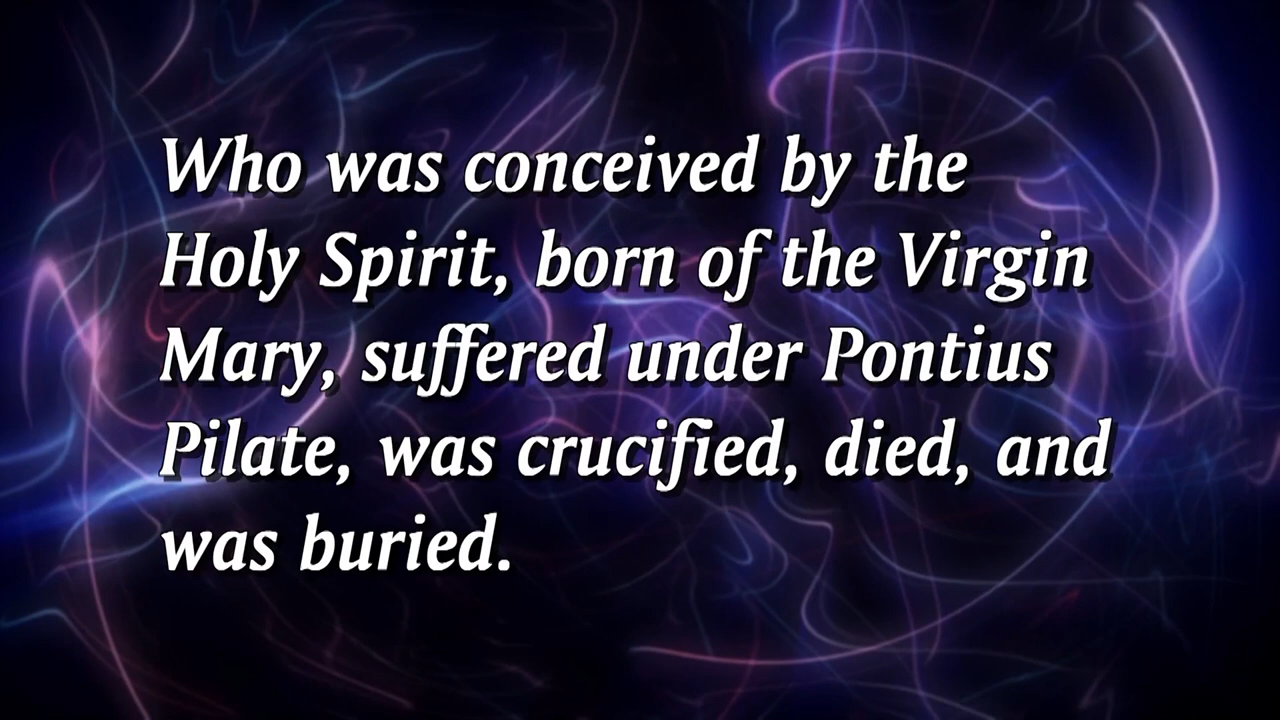 Who was conceived by the
Holy Spirit, born of the Virgin
Mary, suffered under Pontius
Pilate, was crucified, died, and
was buried.